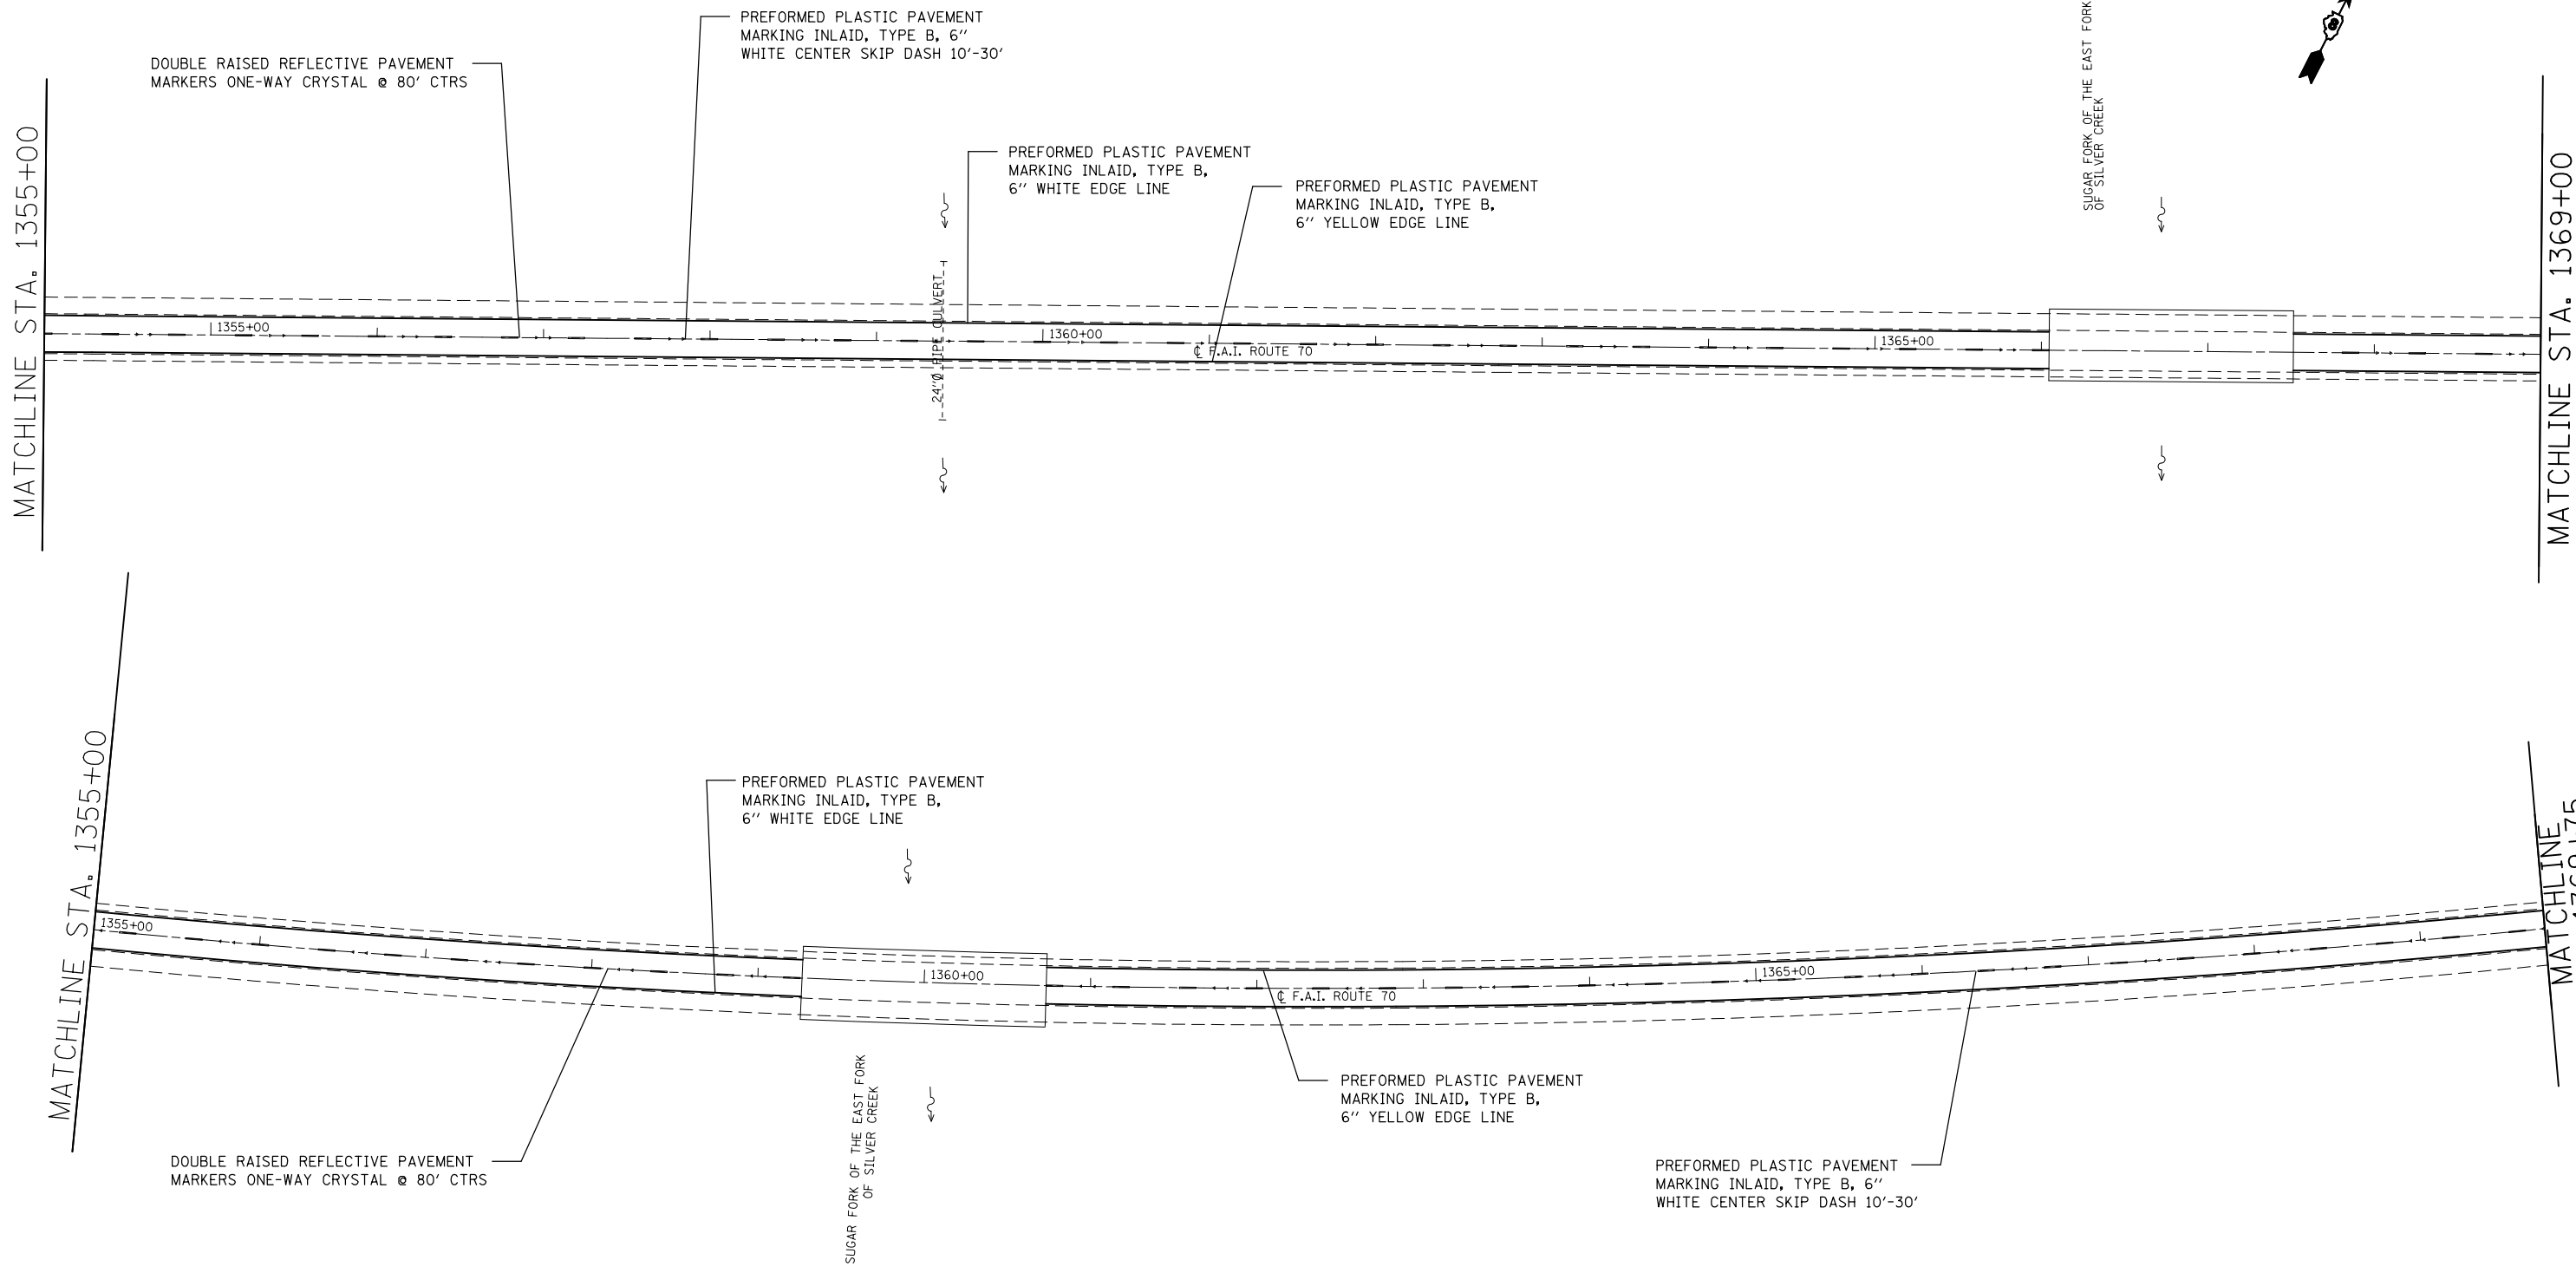 PREFORMED PLASTIC PAVEMENT
MARKING INLAID, TYPE B, 6"
WHITE CENTER SKIP DASH 10'-30'
DOUBLE RAISED REFLECTIVE PAVEMENT
MARKERS ONE-WAY CRYSTAL @ 80' CTRS
PREFORMED PLASTIC PAVEMENT
MARKING INLAID, TYPE B,
6" WHITE EDGE LINE
PREFORMED PLASTIC PAVEMENT
MARKING INLAID, TYPE B,
6" YELLOW EDGE LINE
SUGAR FORK OF THE EAST FORK
OF SILVER CREEK
8
MATCHLINE STA. 1355+00
24"Ø PIPE CULVERT
1355+00
1360+00
℄ F.A.I. ROUTE 70
1365+00
MATCHLINE STA. 1369+00
MATCHLINE STA. 1355+00
PREFORMED PLASTIC PAVEMENT
MARKING INLAID, TYPE B,
6" WHITE EDGE LINE
1355+00
1360+00
℄ F.A.I. ROUTE 70
1365+00
MATCHLINE
SUGAR FORK OF THE EAST FORK
OF SILVER CREEK
PREFORMED PLASTIC PAVEMENT
MARKING INLAID, TYPE B,
6" YELLOW EDGE LINE
DOUBLE RAISED REFLECTIVE PAVEMENT
MARKERS ONE-WAY CRYSTAL @ 80' CTRS
PREFORMED PLASTIC PAVEMENT
MARKING INLAID, TYPE B, 6"
WHITE CENTER SKIP DASH 10'-30'